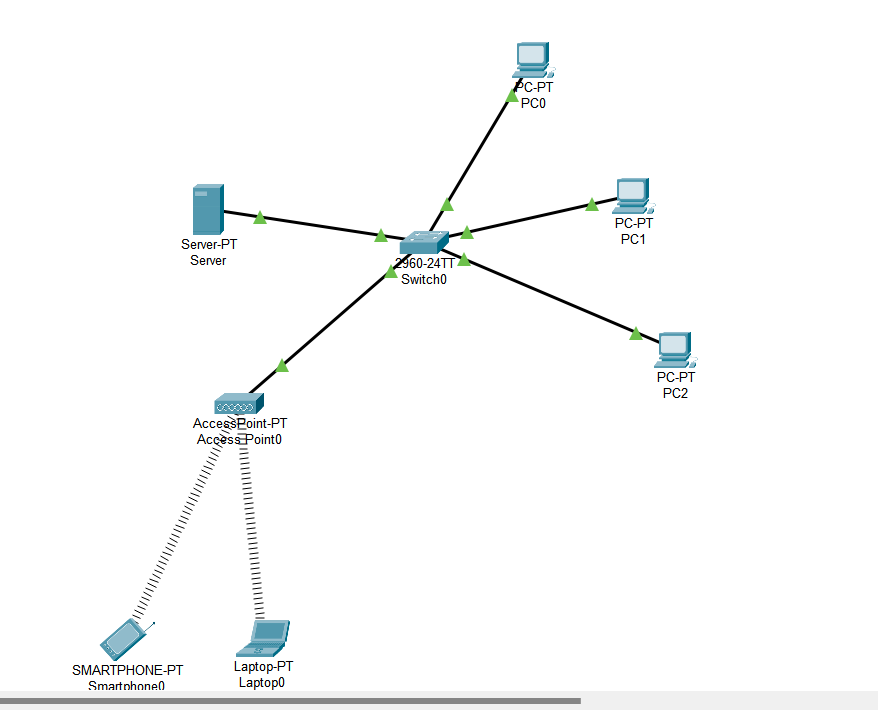 PC-PT
PC0
Server-PT
Server
PC-PT
PC1
2960-24TT
Switch0
PC-PT
PC2
AccessPoint-PT
Access Point0
SMARTPHONE-PT
Smartphone0
Laptop-PT
Laptop0